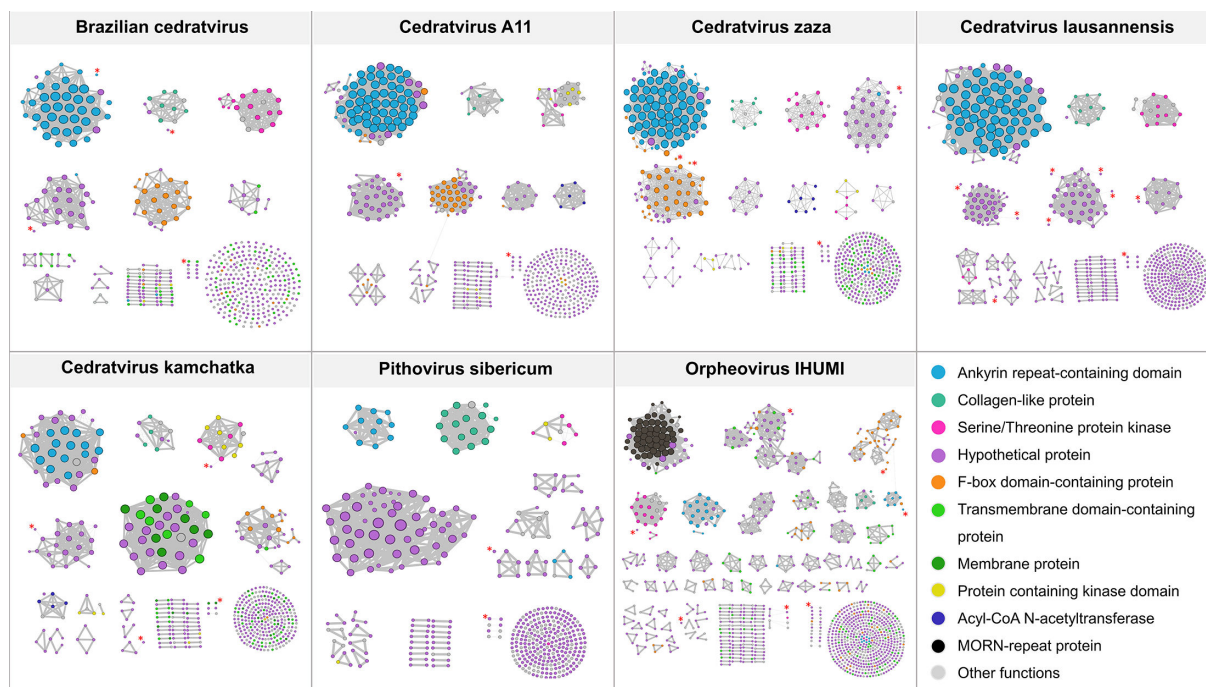 Brazilian cedratvirus
Cedratvirus A11
Cedratvirus zaza
Cedratvirus lausannensis
Cedratvirus kamchatka
Pithovirus sibericum
Orpheovirus IHUMI
Ankyrin repeat-containing domain
Collagen-like protein
Serine/Threonine protein kinase
Hypothetical protein
F-box domain-containing protein
Transmembrane domain-containing
protein
Membrane protein
Protein containing kinase domain
Acyl-CoA N-acetyltransferase
MORN-repeat protein
Other functions